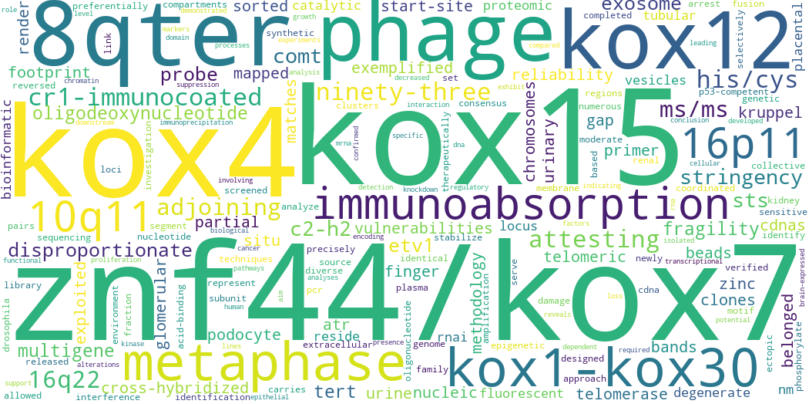 render
compartments
preferentially
demonstrated
role
level
8qter
link
markers
domain
processes
synthetic
experiments
sorted
comt
start-site
catalytic
phage
proteomic
growth
compared
arrest
fusion
exosome
tubular
leading
selectively
kox12
completed
placental
footprint
reversed
chromatin
suppression
probe
mapped
analysis
exemplified
decreased
set
reliability
vesicles
p53-competent
genetic
exhibits
his/cys
cr1-immunocoated
oligodeoxynucleotide
matches
ninety-three
clusters
interaction
consensus
regions
numerous
chromosomes
urinary
conclusion
developed
ms/ms
kruppel
bioinformatic
kox4
loci
downstream
immunoprecipitation
investigation
involving
screened
kox15
confirmed
mrna
specific
dna
therapeutically
moderate
based
gap
primer
renal
cellular
16p11
collective
stringency
detection
knockdown
regulatory
membrane
indicating
coordinated
10q11
adjoining
partial
analyze
immunoabsorption
sts
kidney
sensitive
pairs
segment
situ
encoding
biological
cancer
c2-h2
vulnerabilities
locus
factors
isolated
attesting
fragility
cdnas
identify
disproportionate
sequencing
nucleotide
techniques
precisely
etv1
identical
stabilize
telomeric
newly
transcriptional
beads
verified
brain-expressed
functional
proliferation
pathways
library
drosophila
exploited
environment
fraction
kinase
glomerular
acid-binding
represent
subunit
human
podocyte
aim
source
diverse
analyses
pcr
atr
reside
extracellular
plasma
presence
finger
rnai
genome
oligonucleotide
methodology
amplification
serve
cdna
damage
reveals
loss
motif
potential
zinc
clones
znf44/kox7
ectopic
belonged
phosphorylate
multigene
released
alterations
16q22
support
allowed
interference
cross-hybridized
carries
identification
epithelial
lines
metaphase
tert
urine
family
epigenetic
dependent
nucleic
fluorescent
kox1-kox30
required
designed
approach
bands
telomerase
degenerate
nm